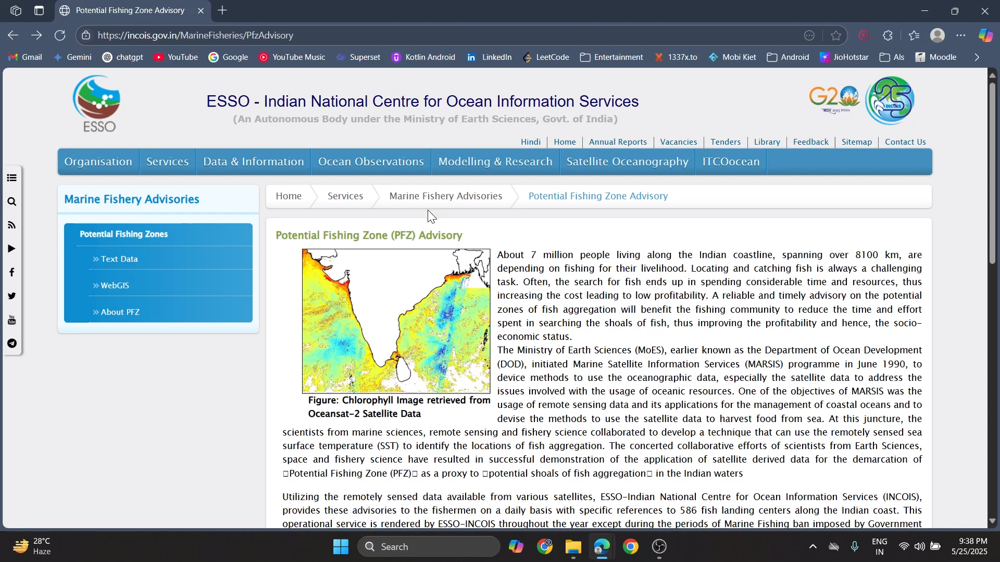 Potential Fishing Zone Advisory
https://incois.gov.in/MarineFisheries/PfzAdvisory
Gmail
Gemini
chatgpt
YouTube
Google
YouTube Music
Superset
Kotlin Android
LinkedIn
LeetCode
Entertainment
1337x.to
Mobi Kiet
Android
JioHotstar
AIs
Moodle
ESSO
ESSO - Indian National Centre for Ocean Information Services
(An Autonomous Body under the Ministry of Earth Sciences, Govt. of India)
G20
2023 INDIA
25
INCOIS
Hindi
Home
Annual Reports
Vacancies
Tenders
Library
Feedback
Sitemap
Contact Us
Organisation
Services
Data & Information
Ocean Observations
Modelling & Research
Satellite Oceanography
ITCOocean
Marine Fishery Advisories
Potential Fishing Zones
» Text Data
» WebGIS
» About PFZ
Home
Services
Marine Fishery Advisories
Potential Fishing Zone Advisory
Potential Fishing Zone (PFZ) Advisory
Figure: Chlorophyll Image retrieved from
Oceansat-2 Satellite Data
About 7 million people living along the Indian coastline, spanning over 8100 km, are
depending on fishing for their livelihood. Locating and catching fish is always a challenging
task. Often, the search for fish ends up in spending considerable time and resources, thus
increasing the cost leading to low profitability. A reliable and timely advisory on the potential
zones of fish aggregation will benefit the fishing community to reduce the time and effort
spent in searching the shoals of fish, thus improving the profitability and hence, the socio-
economic status.
The Ministry of Earth Sciences (MoES), earlier known as the Department of Ocean Development
(DOD), initiated Marine Satellite Information Services (MARSIS) programme in June 1990, to
device methods to use the oceanographic data, especially the satellite data to address the
issues involved with the usage of oceanic resources. One of the objectives of MARSIS was the
usage of remote sensing data and its applications for the management of coastal oceans and to
devise the methods to use the satellite data to harvest food from sea. At this juncture, the
scientists from marine sciences, remote sensing and fishery science collaborated to develop a technique that can use the remotely sensed sea
surface temperature (SST) to identify the locations of fish aggregation. The concerted collaborative efforts of scientists from Earth Sciences,
space and fishery science have resulted in successful demonstration of the application of satellite derived data for the demarcation of
□Potential Fishing Zone (PFZ)□ as a proxy to □potential shoals of fish aggregation□ in the Indian waters
Utilizing the remotely sensed data available from various satellites, ESSO-Indian National Centre for Ocean Information Services (INCOIS),
provides these advisories to the fishermen on a daily basis with specific references to 586 fish landing centers along the Indian coast. This
operational service is rendered by ESSO-INCOIS throughout the year except during the periods of Marine Fishing ban imposed by Government
You
Tube
28°C
Haze
Search
ENG
IN
9:38 PM
5/25/2025